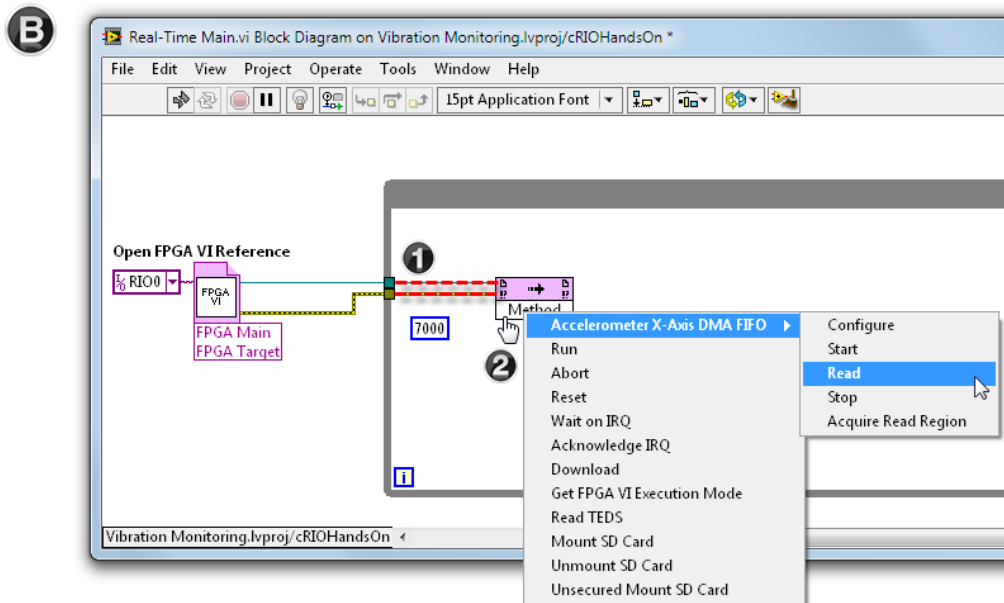 B
Real-Time Main.vi Block Diagram on Vibration Monitoring.lvproj/cRIOHandsOn *
File Edit View Project Operate Tools Window Help
15pt Application Font
Open FPGA VI Reference
1
I/O RIO0
FPGA
VI
FPGA Main
FPGA Target
7000
Method
2
Accelerometer X-Axis DMA FIFO
Run
Abort
Reset
Wait on IRQ
Acknowledge IRQ
Download
Get FPGA VI Execution Mode
Read TEDS
Mount SD Card
Unmount SD Card
Unsecured Mount SD Card
Configure
Start
Read
Stop
Acquire Read Region
i
Vibration Monitoring.lvproj/cRIOHandsOn